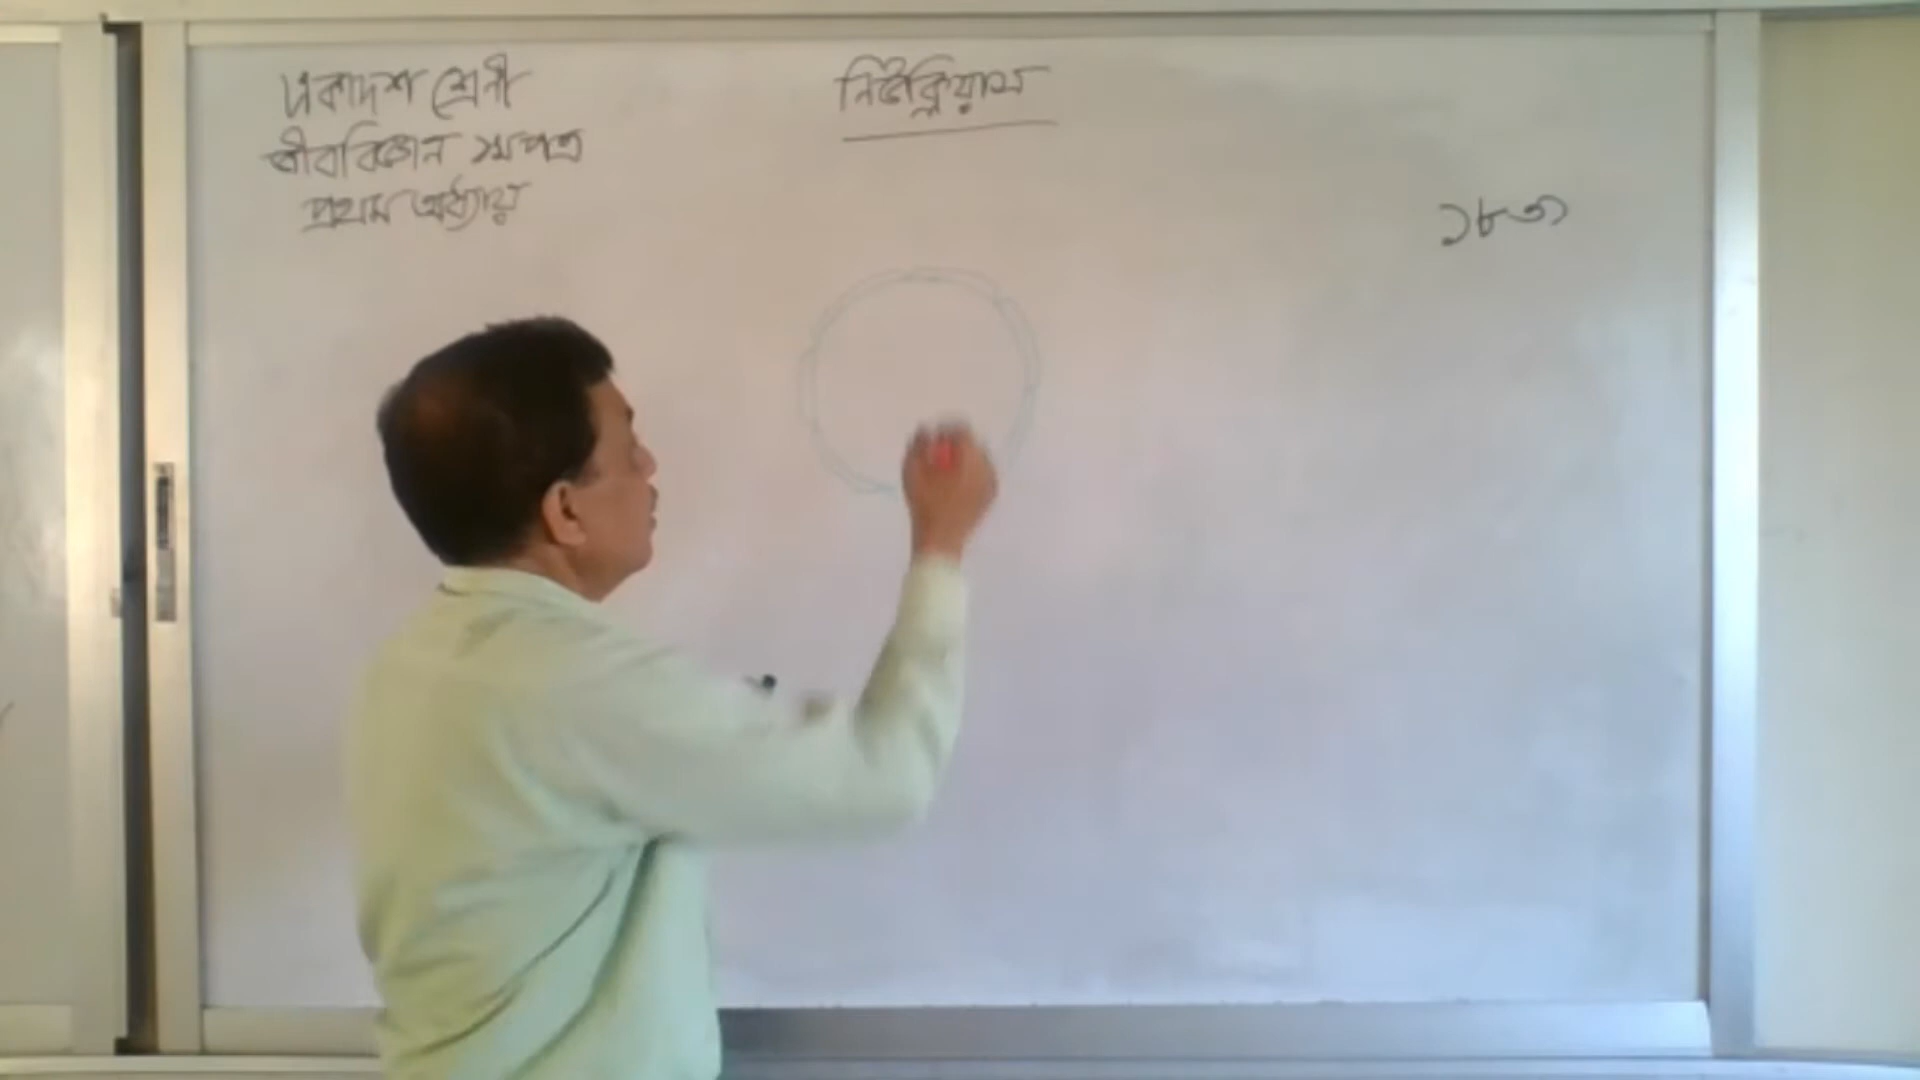 একাদশ শ্রেনী
জীববিজ্ঞান ১মপত্র
প্রথম অধ্যায়
নিউক্লিয়াস
১৮৩১